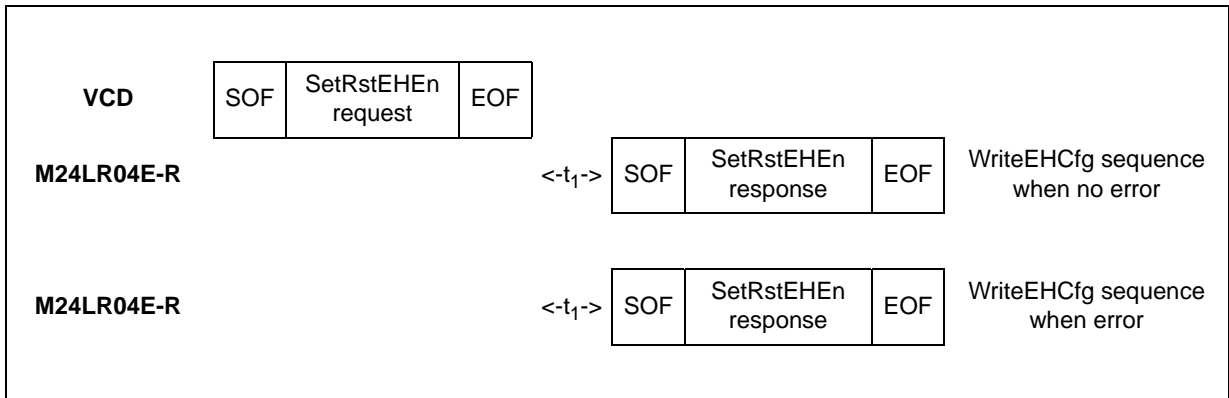 VCD SOF SetRstEHEn request EOF
M24LR04E-R <-t1-> SOF SetRstEHEn response EOF WriteEHCfg sequence when no error
M24LR04E-R <-t1-> SOF SetRstEHEn response EOF WriteEHCfg sequence when error